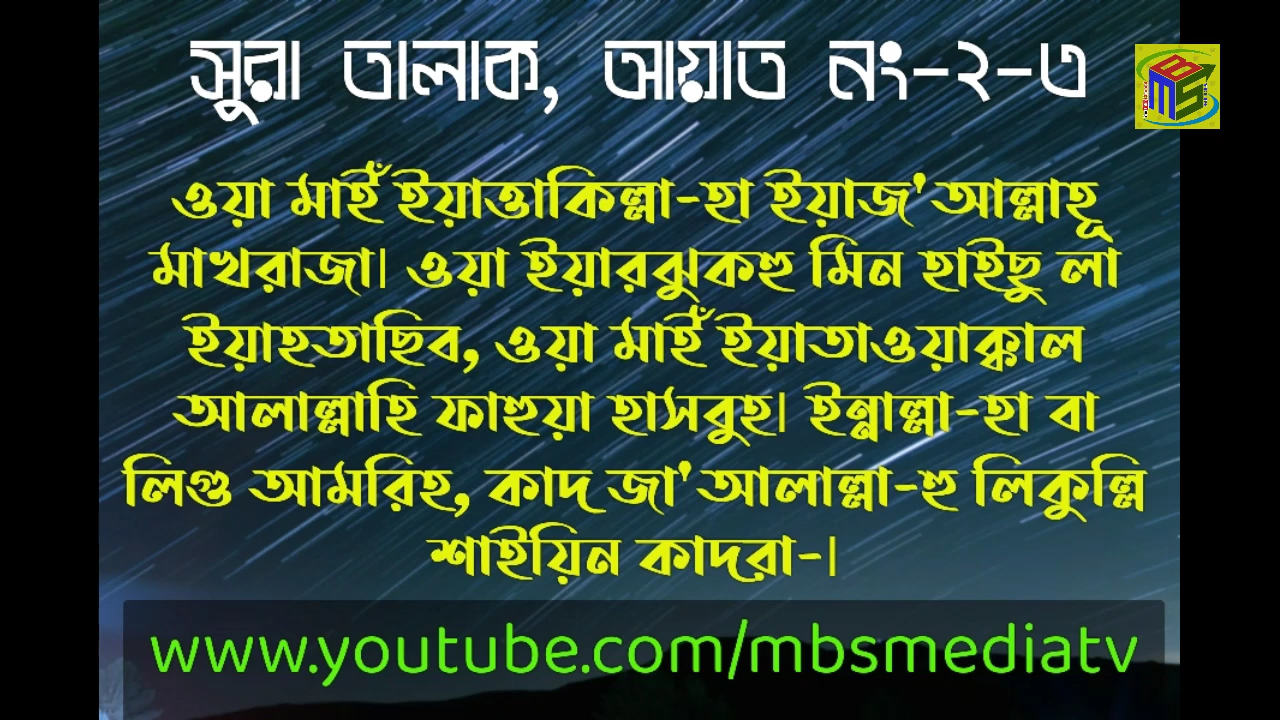 সুরা তালাক, আয়াত নং-২-৩
ওয়া মাইঁ ইয়াত্তাকিল্লা-হা ইয়াজ'আল্লাহূ
মাখরাজা। ওয়া ইয়ারঝুকহু মিন হাইছু লা
ইয়াহতাছিব, ওয়া মাইঁ ইয়াতাওয়াক্কাল
আলাল্লাহি ফাহুয়া হাসবুহ। ইন্নাল্লা-হা বা
লিগু আমরিহ, কাদ জা'আলাল্লা-হু লিকুল্লি
শাইয়িন কাদরা-।
www.youtube.com/mbsmediatv
MBS